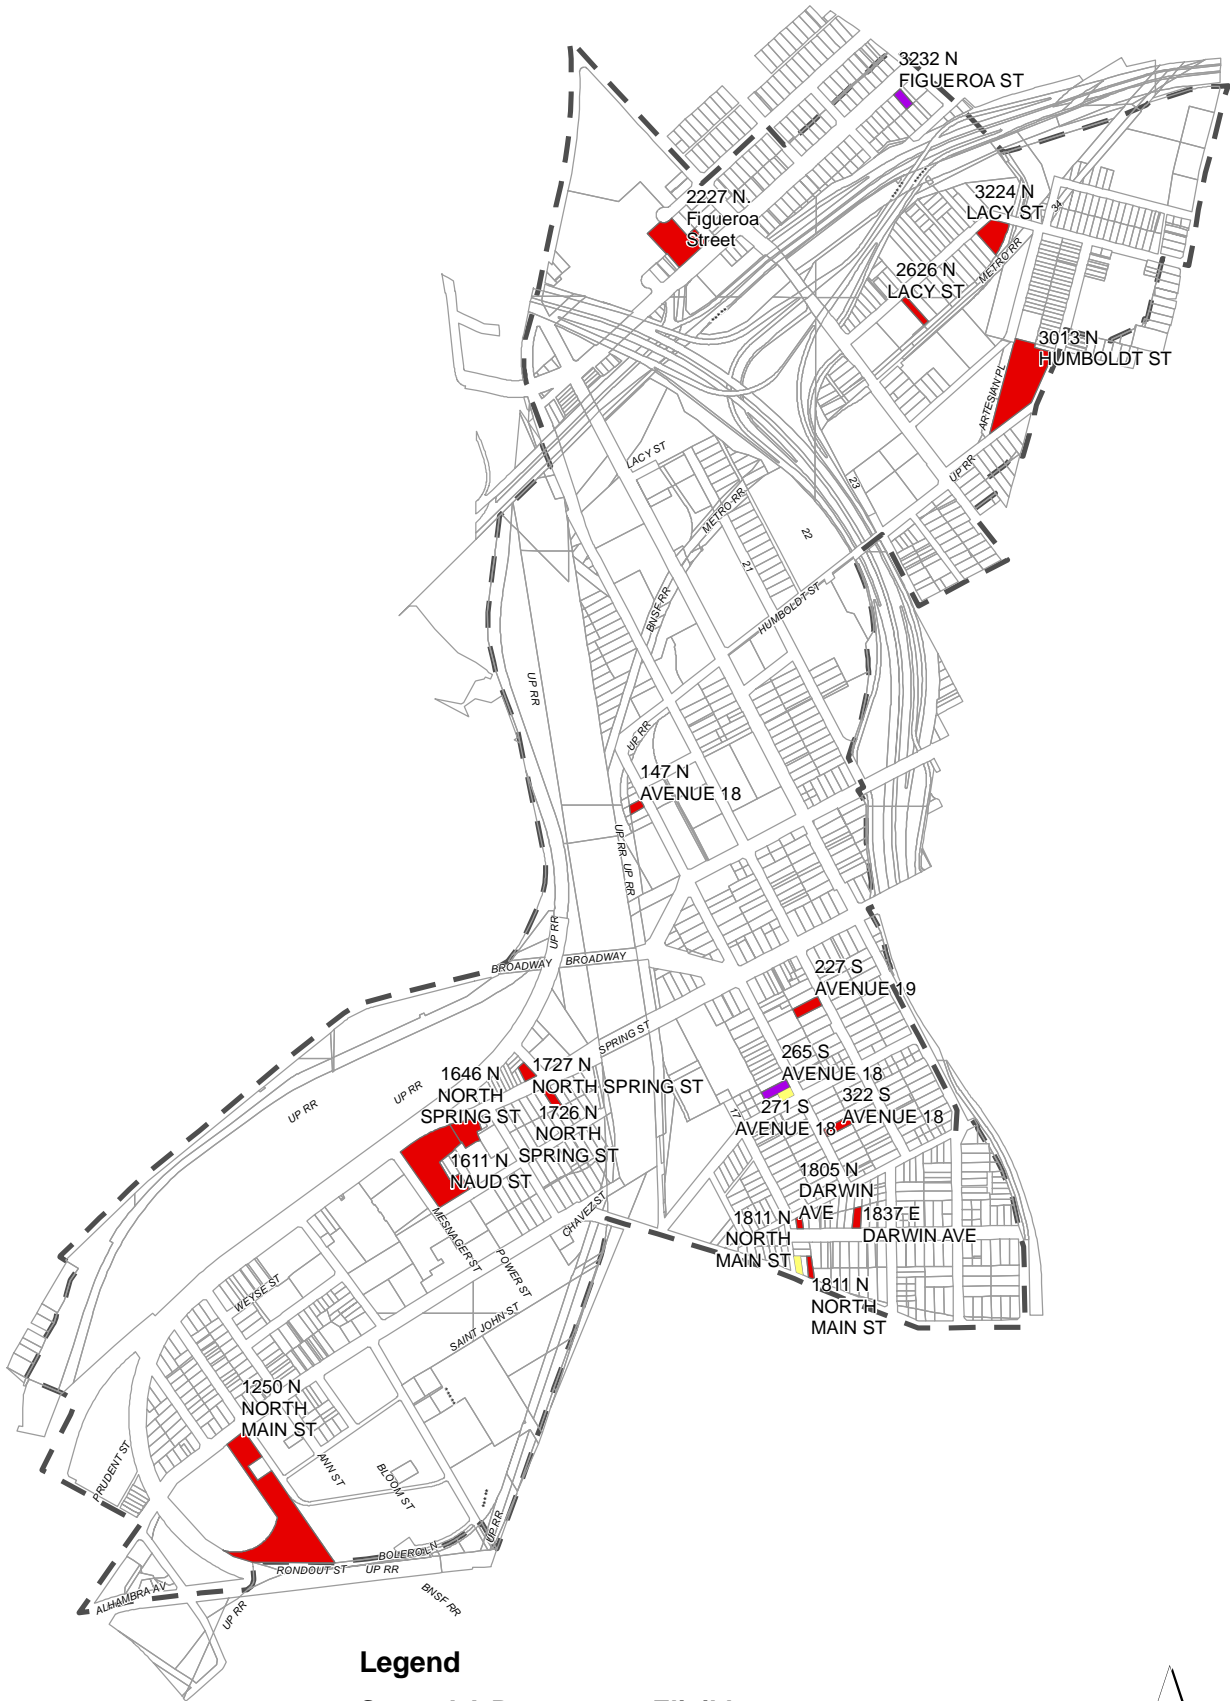 3232 N
FIGUEROA ST
2227 N.
Figueroa
Street
3224 N
LACY ST
34
METRO RR
2626 N
LACY ST
3013 N
HUMBOLDT ST
ARTESIAN PL
UP RR
LACY ST
METRO RR
23
22
21
BNSF RR
HUMBOLDT ST
UP RR
UP RR
147 N
AVENUE 18
UP RR
UP RR
UP RR
BROADWAY
BROADWAY
227 S
AVENUE 19
SPRING ST
1727 N
NORTH SPRING ST
265 S
AVENUE 18
1646 N
NORTH
SPRING ST
UP RR
UP RR
1726 N
NORTH
SPRING ST
271 S
AVENUE 18
322 S
AVENUE 18
17
1611 N
NAUD ST
1805 N
DARWIN
AVE
1837 E
DARWIN AVE
1811 N
NORTH
MAIN ST
1811 N
NORTH
MAIN ST
MESNAGER ST
CHAVEZ ST
POWER ST
WEYSE ST
SAINT JOHN ST
1250 N
NORTH
MAIN ST
PRUDENT ST
ANN ST
BLOOM ST
UP RR
BOLERO LN
RONDOUT ST
UP RR
ALHAMBRA AV
UP RR
BNSF RR
Legend